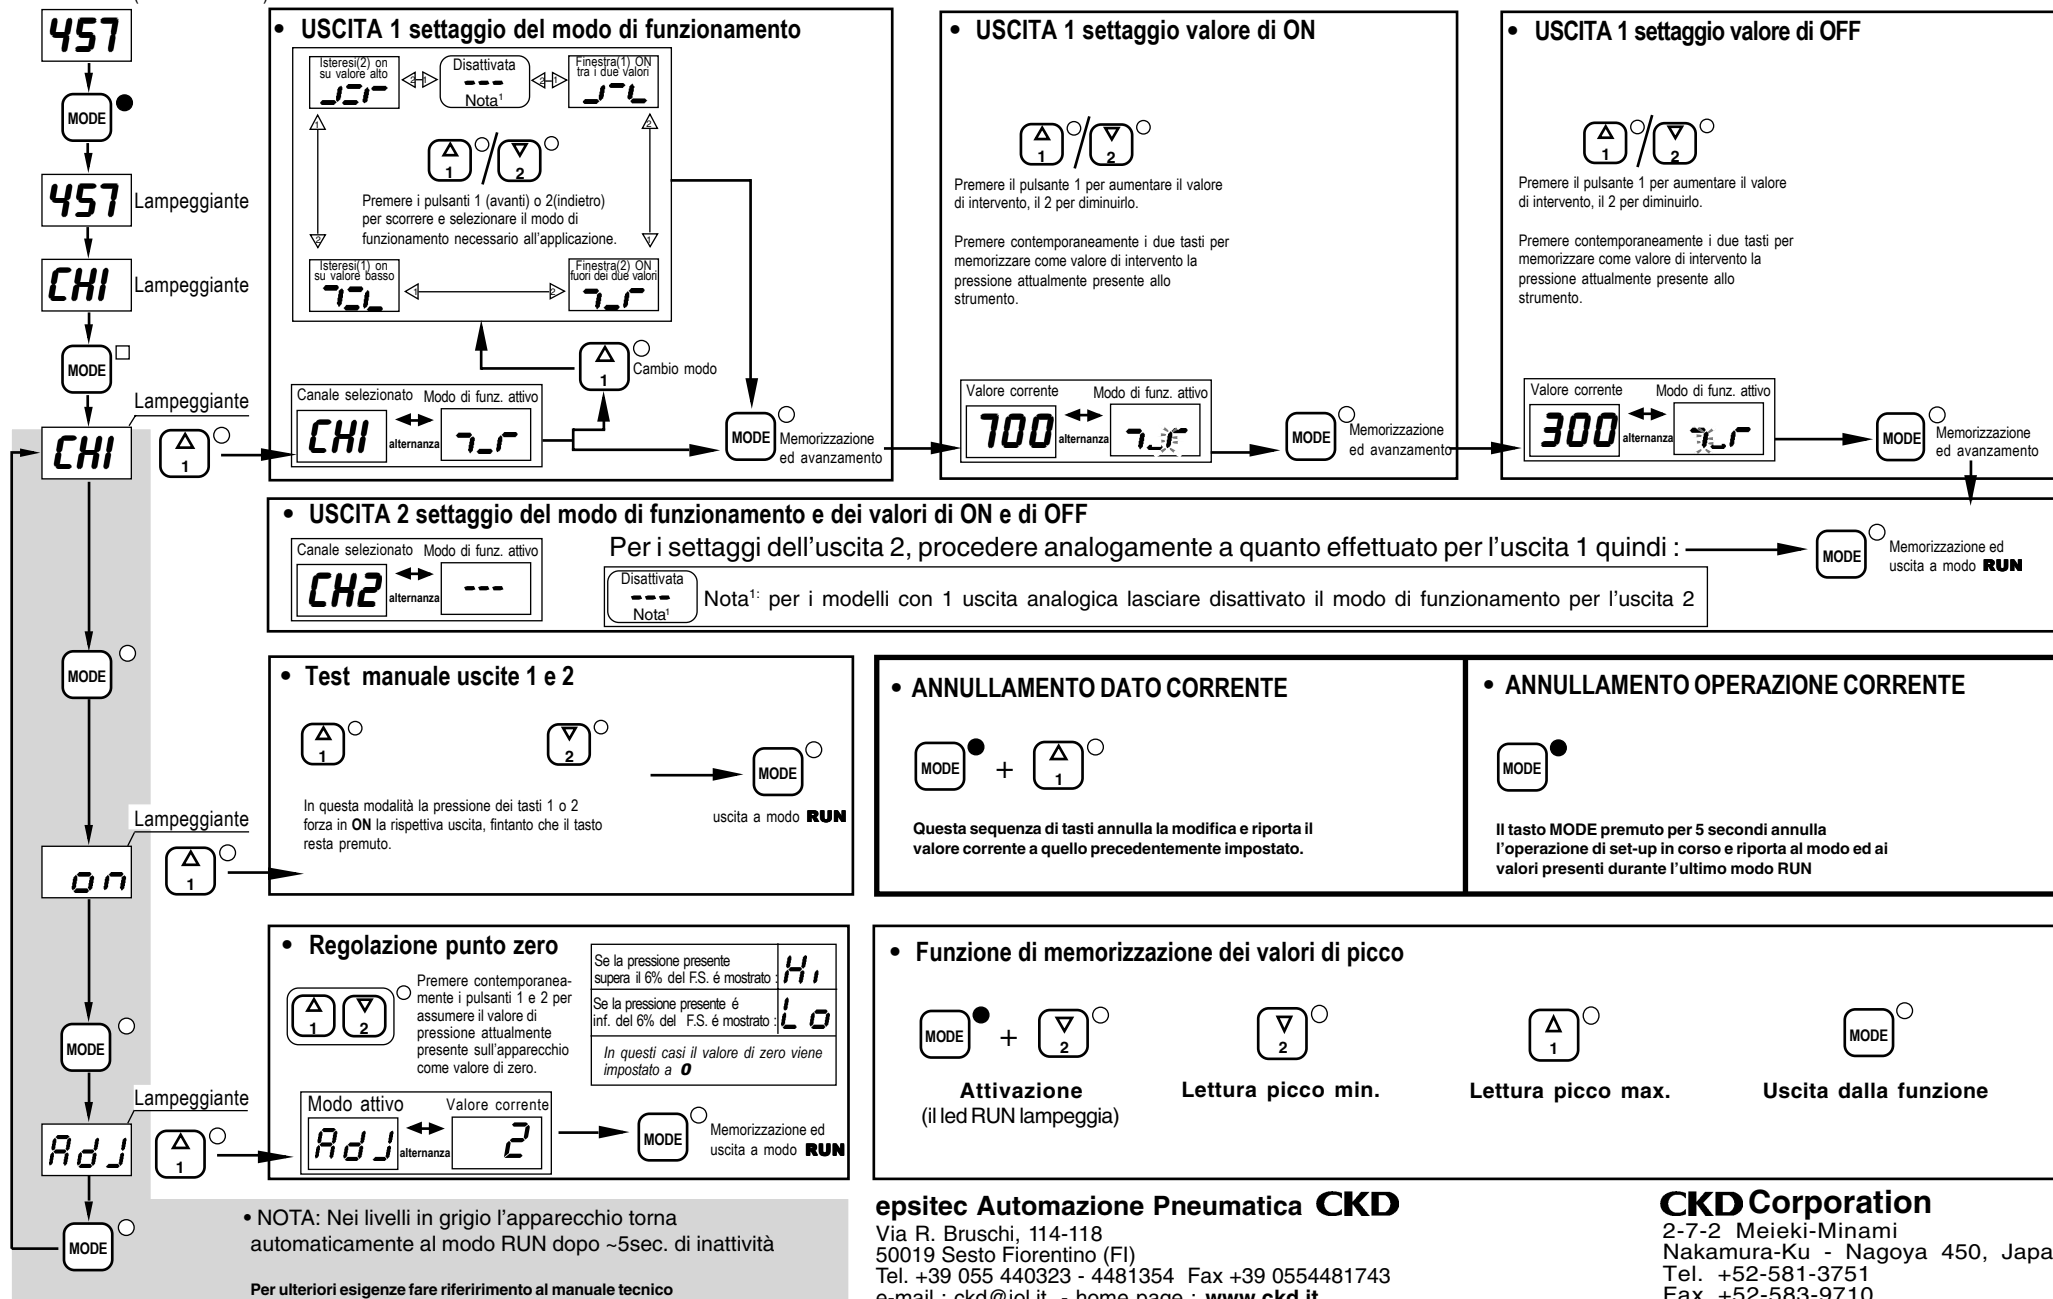 457
MODE
457 Lampeggiante
CH1 Lampeggiante
MODE
Lampeggiante
CH1
1
• USCITA 1 settaggio del modo di funzionamento
Isteresi(2) on
su valore alto
Disattivata
---
Nota1
Finestra(1) ON
tra i due valori
1 / 2
Premere i pulsanti 1 (avanti) o 2(indietro)
per scorrere e selezionare il modo di
funzionamento necessario all'applicazione.
Isteresi(1) on
su valore basso
Finestra(2) ON
fuori dei due valori
1
Cambio modo
Canale selezionato Modo di funz. attivo
CH1 alternanza
MODE
Memorizzazione
ed avanzamento
• USCITA 1 settaggio valore di ON
1 / 2
Premere il pulsante 1 per aumentare il valore
di intervento, il 2 per diminuirlo.
Premere contemporaneamente i due tasti per
memorizzare come valore di intervento la
pressione attualmente presente allo
strumento.
Valore corrente Modo di funz. attivo
700 alternanza
MODE
Memorizzazione
ed avanzamento
• USCITA 1 settaggio valore di OFF
1 / 2
Premere il pulsante 1 per aumentare il valore
di intervento, il 2 per diminuirlo.
Premere contemporaneamente i due tasti per
memorizzare come valore di intervento la
pressione attualmente presente allo
strumento.
Valore corrente Modo di funz. attivo
300 alternanza
MODE
Memorizzazione
ed avanzamento
• USCITA 2 settaggio del modo di funzionamento e dei valori di ON e di OFF
Canale selezionato Modo di funz. attivo
CH2 alternanza ---
Per i settaggi dell'uscita 2, procedere analogamente a quanto effettuato per l'uscita 1 quindi :
MODE
Memorizzazione ed
uscita a modo RUN
Disattivata
---
Nota1
Nota1: per i modelli con 1 uscita analogica lasciare disattivato il modo di funzionamento per l'uscita 2
MODE
Lampeggiante
on
1
• Test manuale uscite 1 e 2
1
2
MODE
In questa modalità la pressione dei tasti 1 o 2
forza in ON la rispettiva uscita, fintanto che il tasto
resta premuto.
uscita a modo RUN
• ANNULLAMENTO DATO CORRENTE
MODE + 1
Questa sequenza di tasti annulla la modifica e riporta il
valore corrente a quello precedentemente impostato.
• ANNULLAMENTO OPERAZIONE CORRENTE
MODE
Il tasto MODE premuto per 5 secondi annulla
l'operazione di set-up in corso e riporta al modo ed ai
valori presenti durante l'ultimo modo RUN
MODE
Lampeggiante
AdJ
1
MODE
• Regolazione punto zero
1 2
Premere contemporanea-
mente i pulsanti 1 e 2 per
assumere il valore di
pressione attualmente
presente sull'apparecchio
come valore di zero.
Se la pressione presente
supera il 6% del F.S. é mostrato : Hi
Se la pressione presente é
inf. del 6% del F.S. é mostrato : Lo
In questi casi il valore di zero viene
impostato a 0
Modo attivo Valore corrente
AdJ alternanza 2
MODE
Memorizzazione ed
uscita a modo RUN
• Funzione di memorizzazione dei valori di picco
MODE + 2
2
1
MODE
Attivazione
(il led RUN lampeggia)
Lettura picco min.
Lettura picco max.
Uscita dalla funzione
• NOTA: Nei livelli in grigio l'apparecchio torna
automaticamente al modo RUN dopo ~5sec. di inattività
Per ulteriori esigenze fare riferirimento al manuale tecnico
epsitec Automazione Pneumatica CKD
Via R. Bruschi, 114-118
50019 Sesto Fiorentino (FI)
Tel. +39 055 440323 - 4481354 Fax +39 0554481743
e-mail : ckd@iol.it - home page : www.ckd.it
CKD Corporation
2-7-2 Meieki-Minami
Nakamura-Ku - Nagoya 450, Japa
Tel. +52-581-3751
Fax +52-583-9710